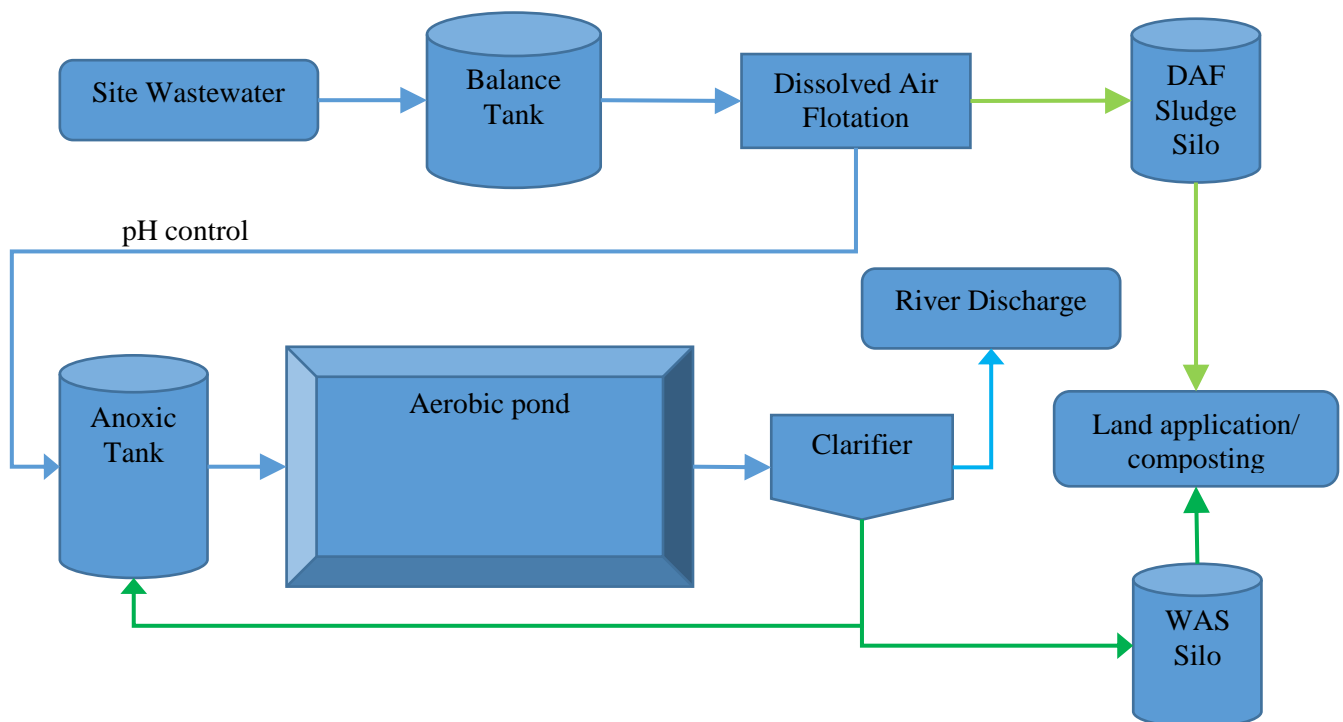 Site Wastewater
Balance
Tank
Dissolved Air
Flotation
DAF
Sludge
Silo
pH control
River Discharge
Anoxic
Tank
Aerobic pond
Clarifier
Land application/
composting
WAS
Silo